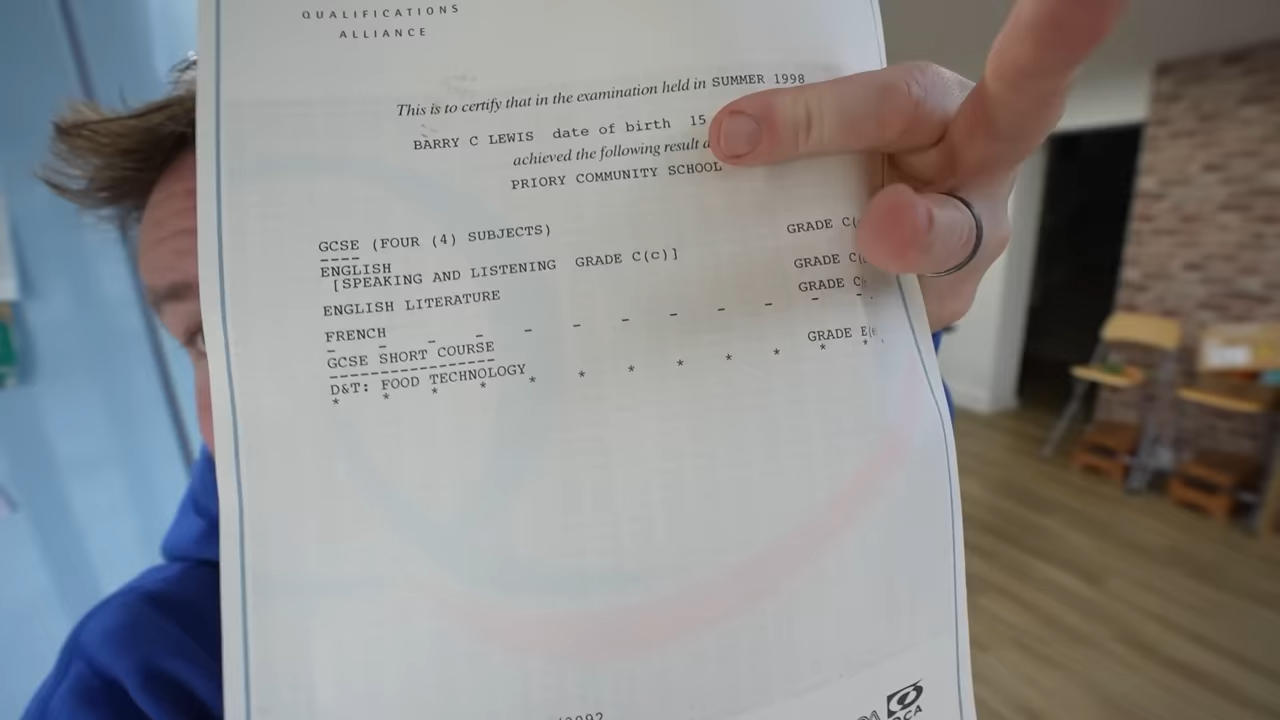 QUALIFICATIONS
ALLIANCE
This is to certify that in the examination held in SUMMER 1998
BARRY C LEWIS date of birth 15
achieved the following result
PRIORY COMMUNITY SCHOOL
GCSE (FOUR (4) SUBJECTS)
ENGLISH GRADE C
[SPEAKING AND LISTENING GRADE C(c)]
ENGLISH LITERATURE GRADE C
FRENCH GRADE C
GCSE SHORT COURSE
D&T: FOOD TECHNOLOGY GRADE E(e)